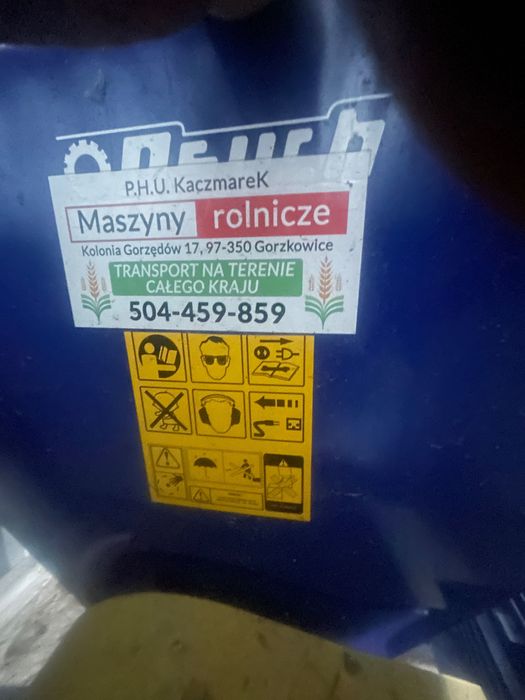 P.H.U. KaczmareK
Maszyny rolnicze
Kolonia Gorzędów 17, 97-350 Gorzkowice
TRANSPORT NA TERENIE
CAŁEGO KRAJU
504-459-859